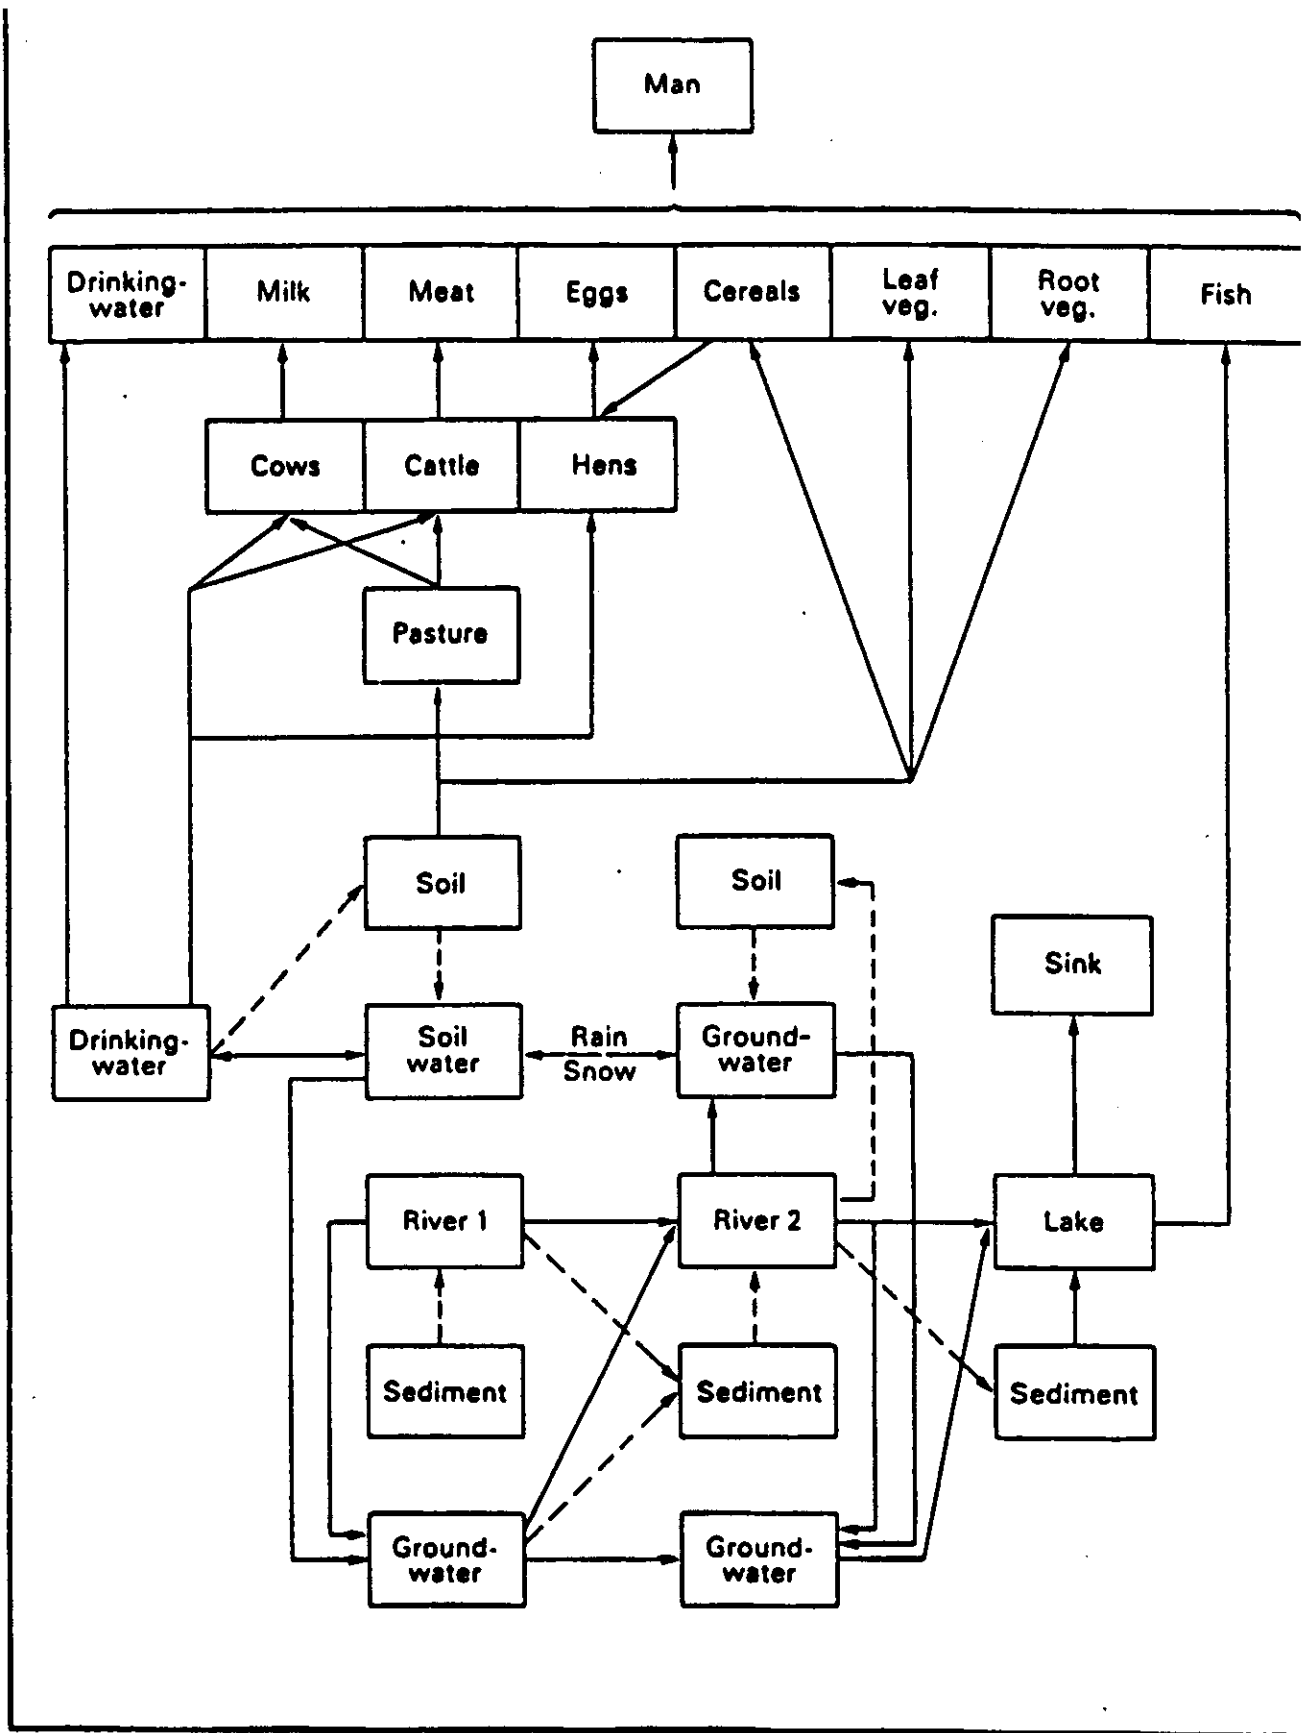 Man
Drinking-
water
Milk
Meat
Eggs
Cereals
Leaf
veg.
Root
veg.
Fish
Cows
Cattle
Hens
Pasture
Soil
Soil
Sink
Drinking-
water
Soil
water
Rain
Snow
Ground-
water
River 1
River 2
Lake
Sediment
Sediment
Sediment
Ground-
water
Ground-
water